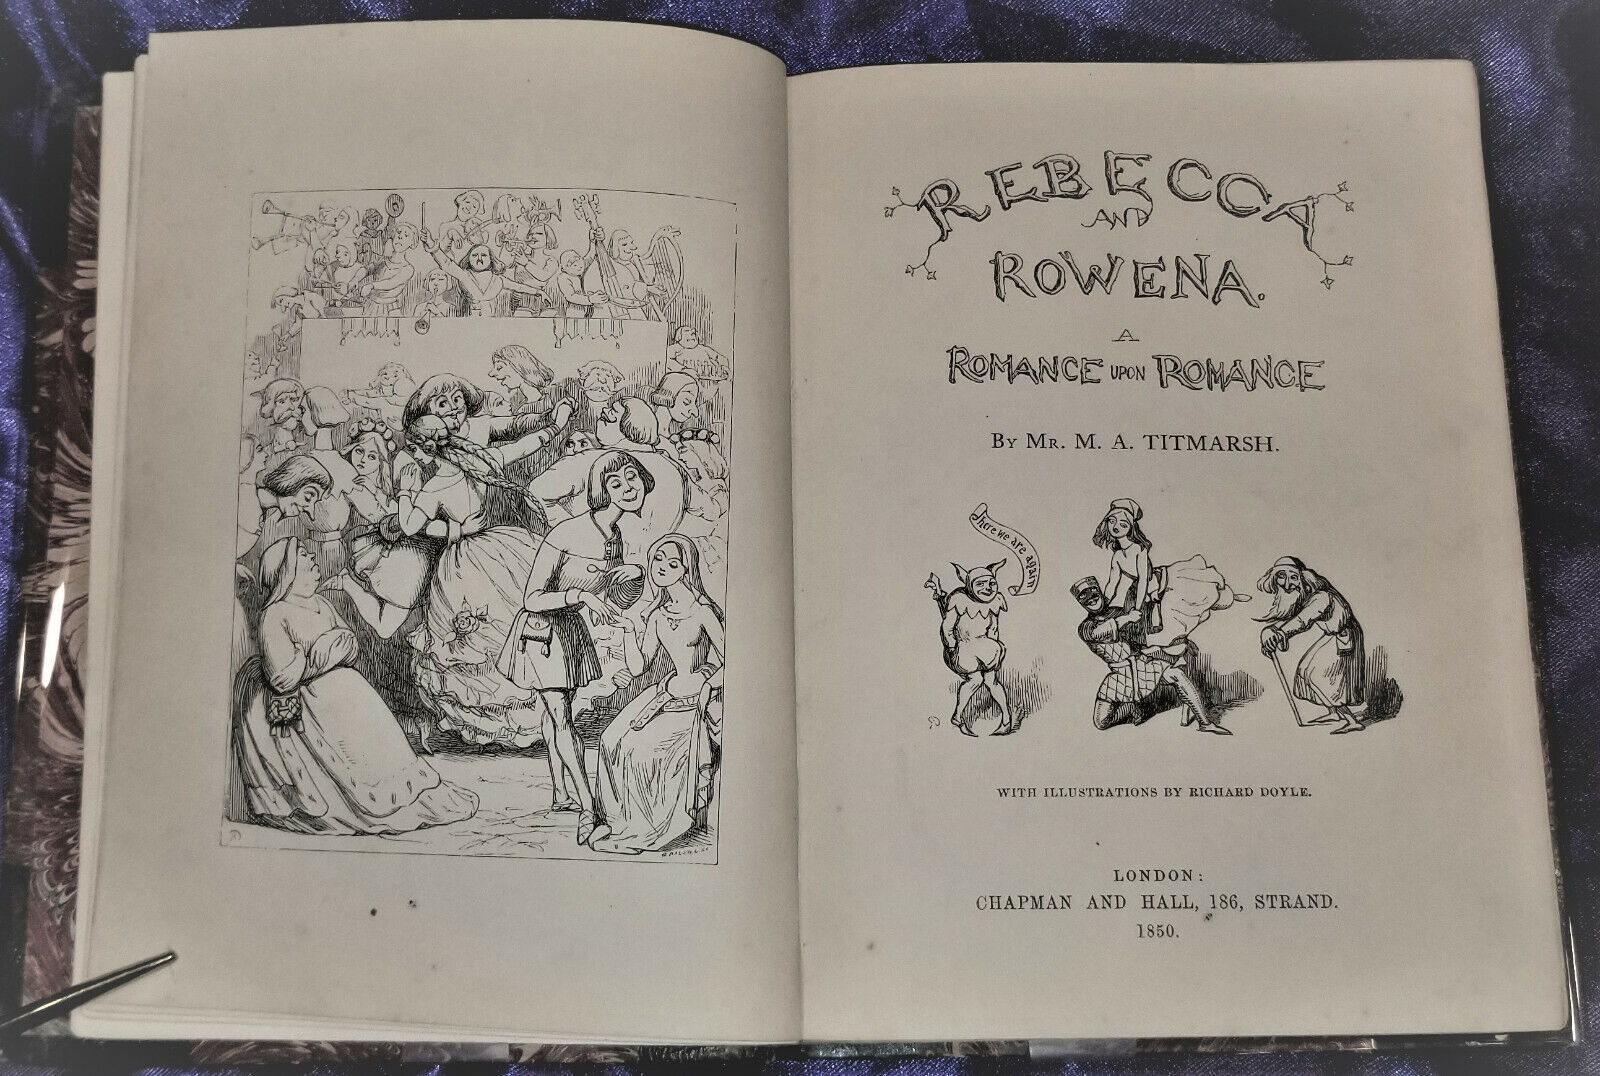 REBECCA
AND
ROWENA.
A
ROMANCE UPON ROMANCE
BY MR. M. A. TITMARSH.
here we are again
WITH ILLUSTRATIONS BY RICHARD DOYLE.
LONDON:
CHAPMAN AND HALL, 186, STRAND.
1850.